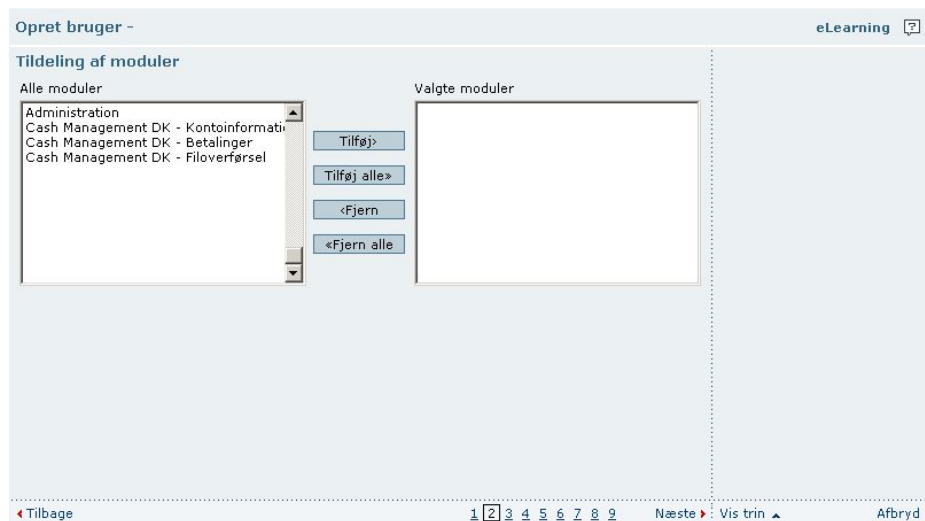 Opret bruger - eLearning ?
Tildeling af moduler
Alle moduler Valgte moduler
Administration
Cash Management DK - Kontoinformati
Cash Management DK - Betalinger
Cash Management DK - Filoverførsel
Tilføj›
Tilføj alle»
‹Fjern
«Fjern alle
Tilbage 1 2 3 4 5 6 7 8 9 Næste Vis trin Afbryd